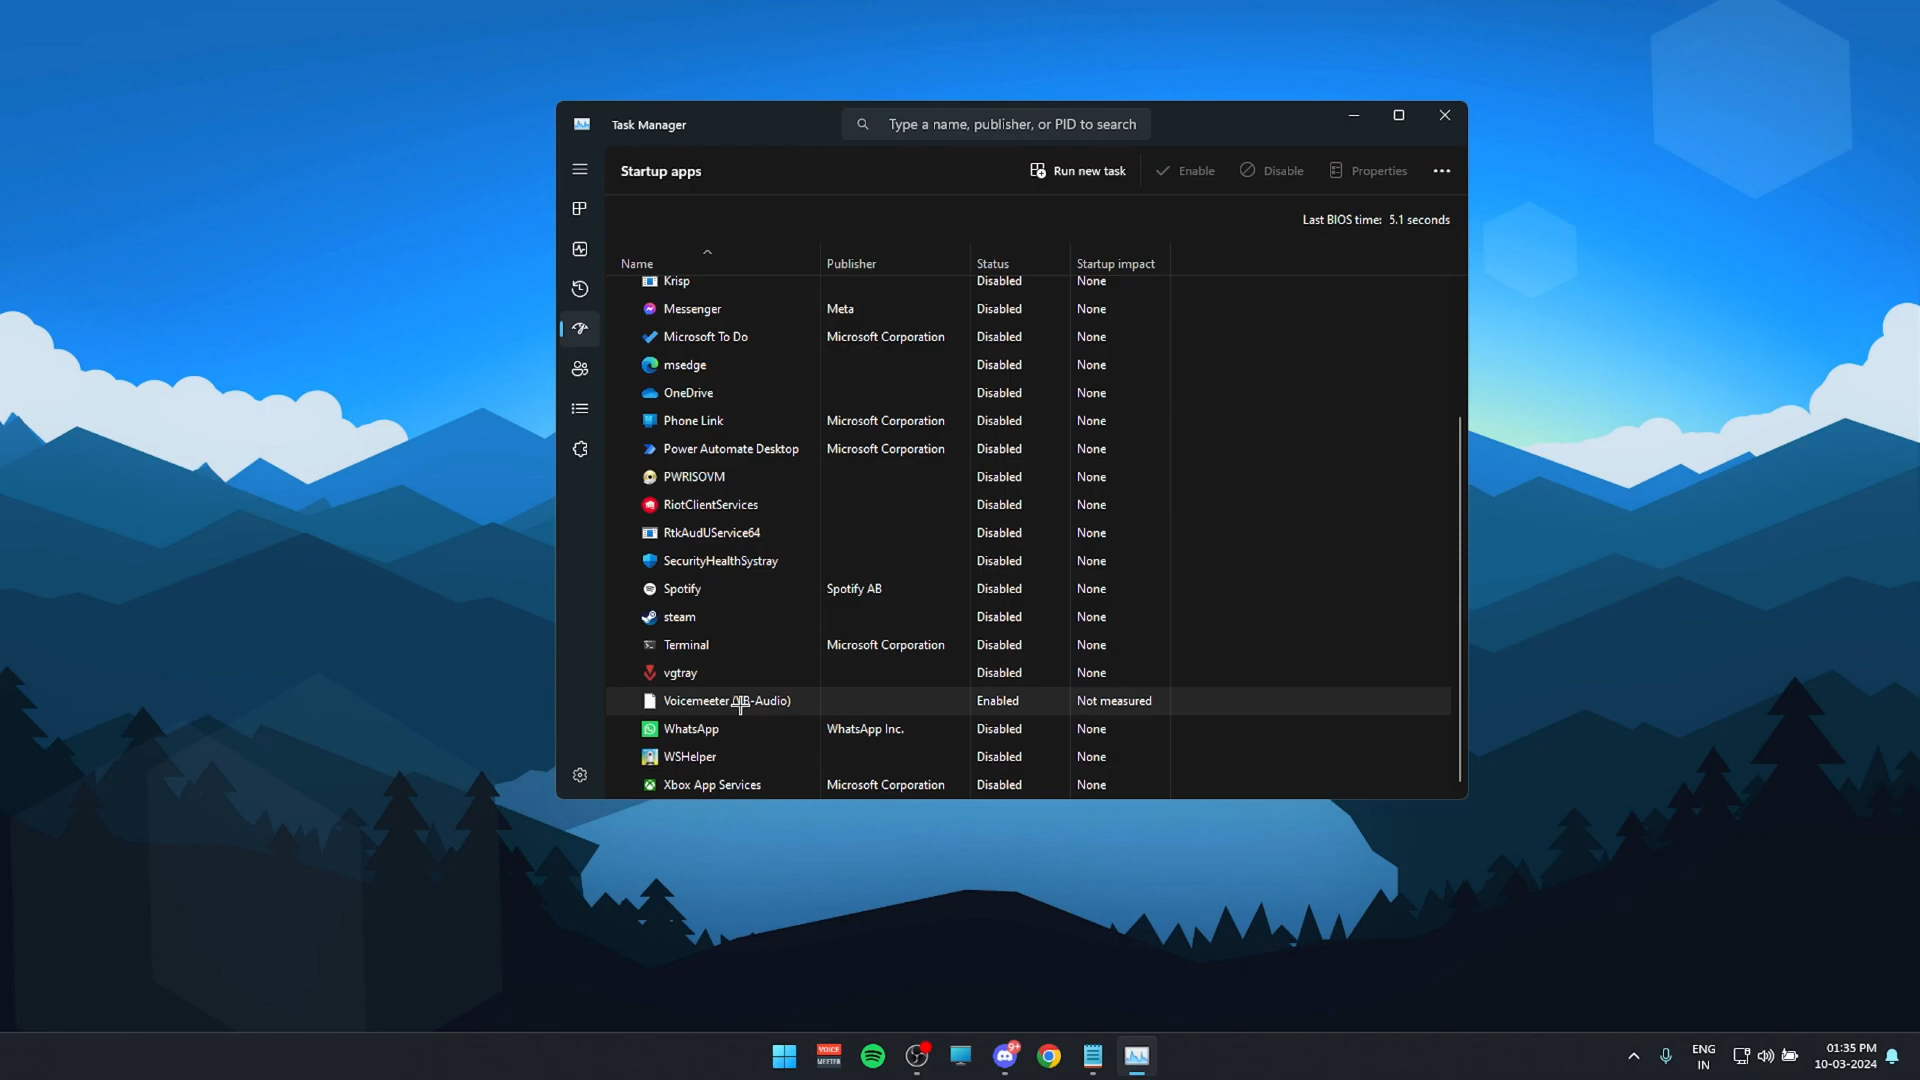 Task Manager
Type a name, publisher, or PID to search
Startup apps
Run new task
Enable
Disable
Properties
Last BIOS time: 5.1 seconds
Name Publisher Status Startup impact
Krisp Disabled None
Messenger Meta Disabled None
Microsoft To Do Microsoft Corporation Disabled None
msedge Disabled None
OneDrive Disabled None
Phone Link Microsoft Corporation Disabled None
Power Automate Desktop Microsoft Corporation Disabled None
PWRISOVM Disabled None
RiotClientServices Disabled None
RtkAudUService64 Disabled None
SecurityHealthSystray Disabled None
Spotify Spotify AB Disabled None
steam Disabled None
Terminal Microsoft Corporation Disabled None
vgtray Disabled None
Voicemeeter (VB-Audio) Enabled Not measured
WhatsApp WhatsApp Inc. Disabled None
WSHelper Disabled None
Xbox App Services Microsoft Corporation Disabled None
VOICE
MEETER
9+
ENG
IN
01:35 PM
10-03-2024